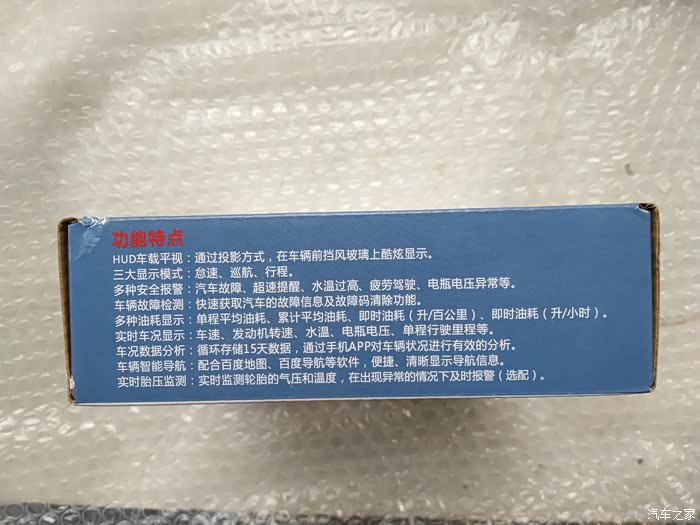 功能特点
HUD车载平视：通过投影方式，在车辆前挡风玻璃上酷炫显示。
三大显示模式：怠速、巡航、行程。
多种安全报警：汽车故障、超速提醒、水温过高、疲劳驾驶、电瓶电压异常等。
车辆故障检测：快速获取汽车的故障信息及故障码清除功能。
多种油耗显示：单程平均油耗、累计平均油耗、即时油耗（升/百公里）、即时油耗（升/小时）。
实时车况显示：车速、发动机转速、水温、电瓶电压、单程行驶里程等。
车况数据分析：循环存储15天数据，通过手机APP对车辆状况进行有效的分析。
车辆智能导航：配合百度地图、百度导航等软件，便捷、清晰显示导航信息。
实时胎压监测：实时监测轮胎的气压和温度，在出现异常的情况下及时报警（选配）。
汽车之家